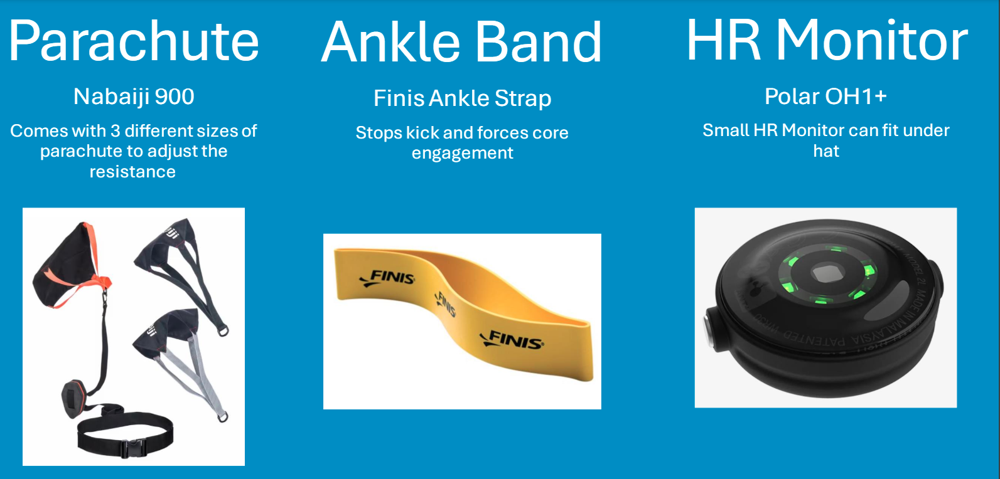 Parachute
Nabaiji 900
Comes with 3 different sizes of
parachute to adjust the
resistance
Ankle Band
Finis Ankle Strap
Stops kick and forces core
engagement
HR Monitor
Polar OH1+
Small HR Monitor can fit under
hat
FINIS
FINIS
FINIS
MODEL 2L MADE IN MALAYSIA PATENTED WR30